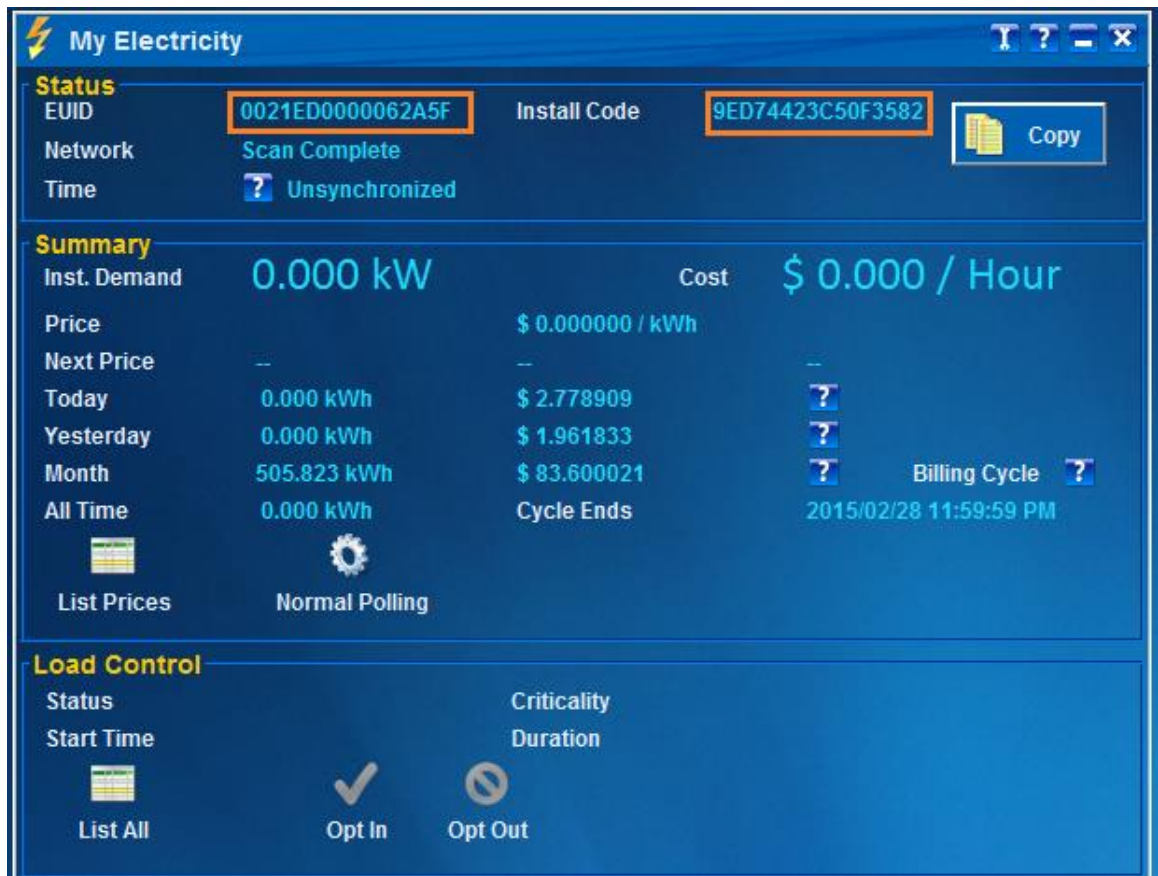 My Electricity
Status
EUID 0021ED0000062A5F Install Code 9ED74423C50F3582 Copy
Network Scan Complete
Time ? Unsynchronized
Summary
Inst. Demand 0.000 kW Cost $ 0.000 / Hour
Price $ 0.000000 / kWh
Next Price -- -- --
Today 0.000 kWh $ 2.778909 ?
Yesterday 0.000 kWh $ 1.961833 ?
Month 505.823 kWh $ 83.600021 ? Billing Cycle ?
All Time 0.000 kWh Cycle Ends 2015/02/28 11:59:59 PM
List Prices Normal Polling
Load Control
Status Criticality
Start Time Duration
List All Opt In Opt Out